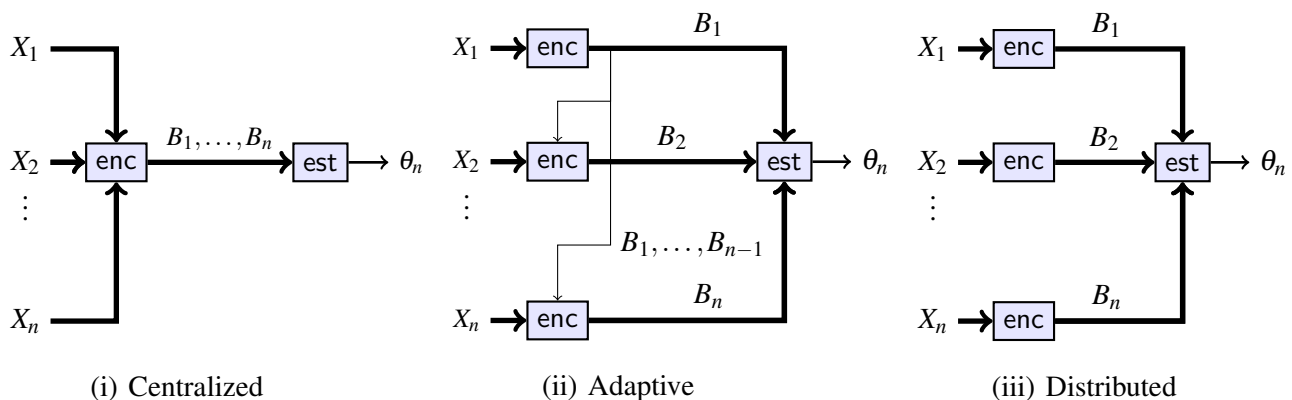 X₁
X₂
⋮
Xₙ
enc
B₁,…,Bₙ
est
θₙ
(i) Centralized
X₁
enc
B₁
X₂
enc
B₂
est
θₙ
⋮
B₁,…,Bₙ₋₁
Xₙ
enc
Bₙ
(ii) Adaptive
X₁
enc
B₁
X₂
enc
B₂
est
θₙ
⋮
Xₙ
enc
Bₙ
(iii) Distributed